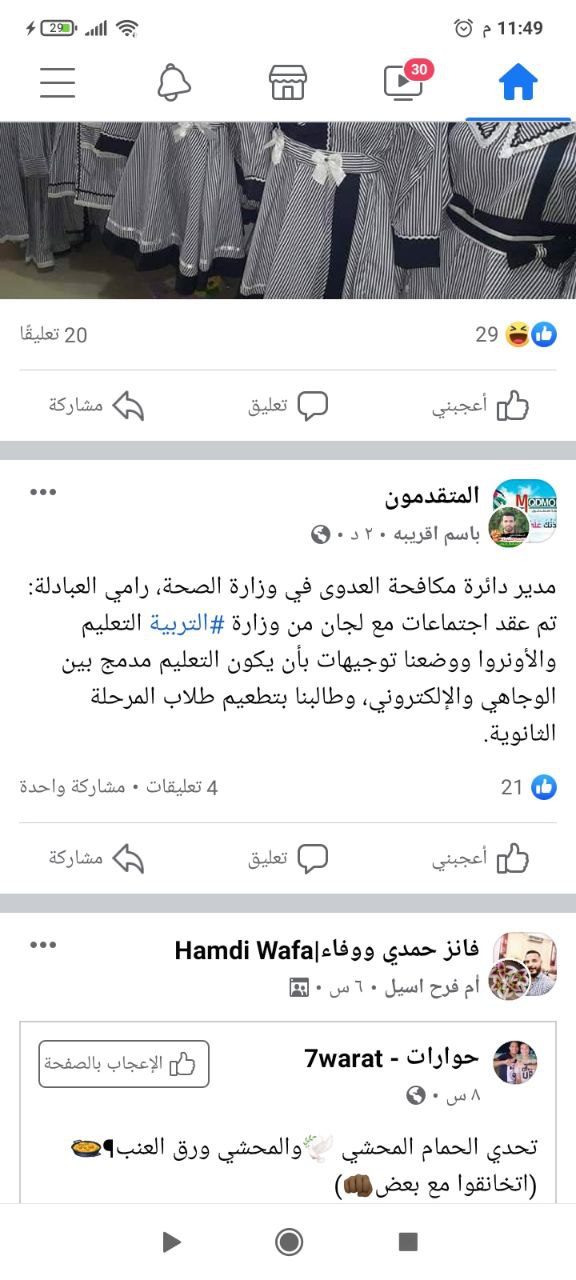 11:49 م
29
30
29
20 تعليقًا
أعجبني
تعليق
مشاركة
المتقدمون
باسم اقريبه • ٢ د •
مدير دائرة مكافحة العدوى في وزارة الصحة، رامي العبادلة:
تم عقد اجتماعات مع لجان من وزارة #التربية التعليم
والأونروا ووضعنا توجيهات بأن يكون التعليم مدمج بين
الوجاهي والإلكتروني، وطالبنا بتطعيم طلاب المرحلة
الثانوية.
21
4 تعليقات • مشاركة واحدة
أعجبني
تعليق
مشاركة
فانز حمدي ووفاء|Hamdi Wafa
أم فرح اسيل • ٦ س •
حوارات - 7warat
٨ س •
الإعجاب بالصفحة
تحدي الحمام المحشي 🕊️والمحشي ورق العنب¶🥘
(اتخانقوا مع بعض👊🏿)